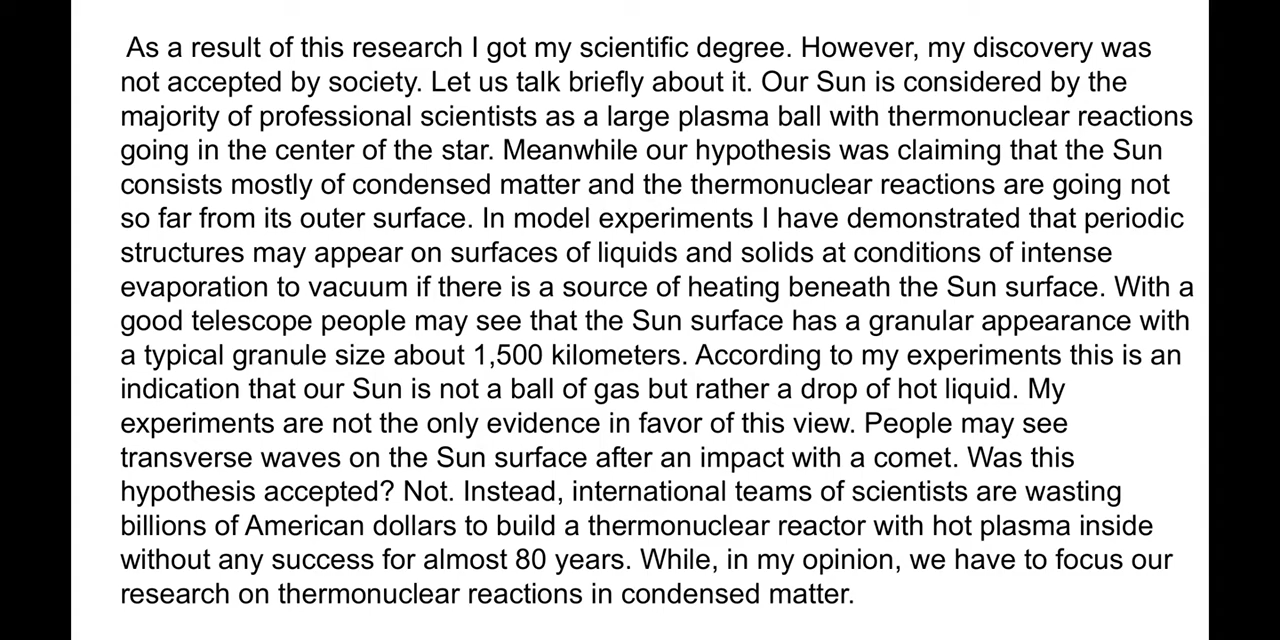 As a result of this research I got my scientific degree. However, my discovery was
not accepted by society. Let us talk briefly about it. Our Sun is considered by the
majority of professional scientists as a large plasma ball with thermonuclear reactions
going in the center of the star. Meanwhile our hypothesis was claiming that the Sun
consists mostly of condensed matter and the thermonuclear reactions are going not
so far from its outer surface. In model experiments I have demonstrated that periodic
structures may appear on surfaces of liquids and solids at conditions of intense
evaporation to vacuum if there is a source of heating beneath the Sun surface. With a
good telescope people may see that the Sun surface has a granular appearance with
a typical granule size about 1,500 kilometers. According to my experiments this is an
indication that our Sun is not a ball of gas but rather a drop of hot liquid. My
experiments are not the only evidence in favor of this view. People may see
transverse waves on the Sun surface after an impact with a comet. Was this
hypothesis accepted? Not. Instead, international teams of scientists are wasting
billions of American dollars to build a thermonuclear reactor with hot plasma inside
without any success for almost 80 years. While, in my opinion, we have to focus our
research on thermonuclear reactions in condensed matter.